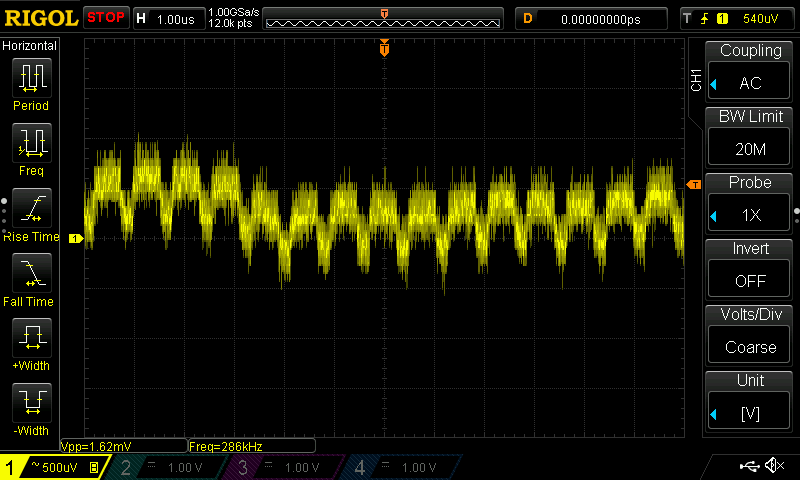 RIGOL STOP H 1.00us 1.00GSa/s 12.0k pts T D 0.00000000ps T 1 540uV
Horizontal
Period
Freq
Rise Time
Fall Time
+Width
-Width
T
T
1
CH1
Coupling
AC
BW Limit
20M
Probe
1X
Invert
OFF
Volts/Div
Coarse
Unit
[V]
Vpp=1.62mV Freq=286kHz
1 ~ 500uV B 2 1.00 V 3 1.00 V 4 1.00 V